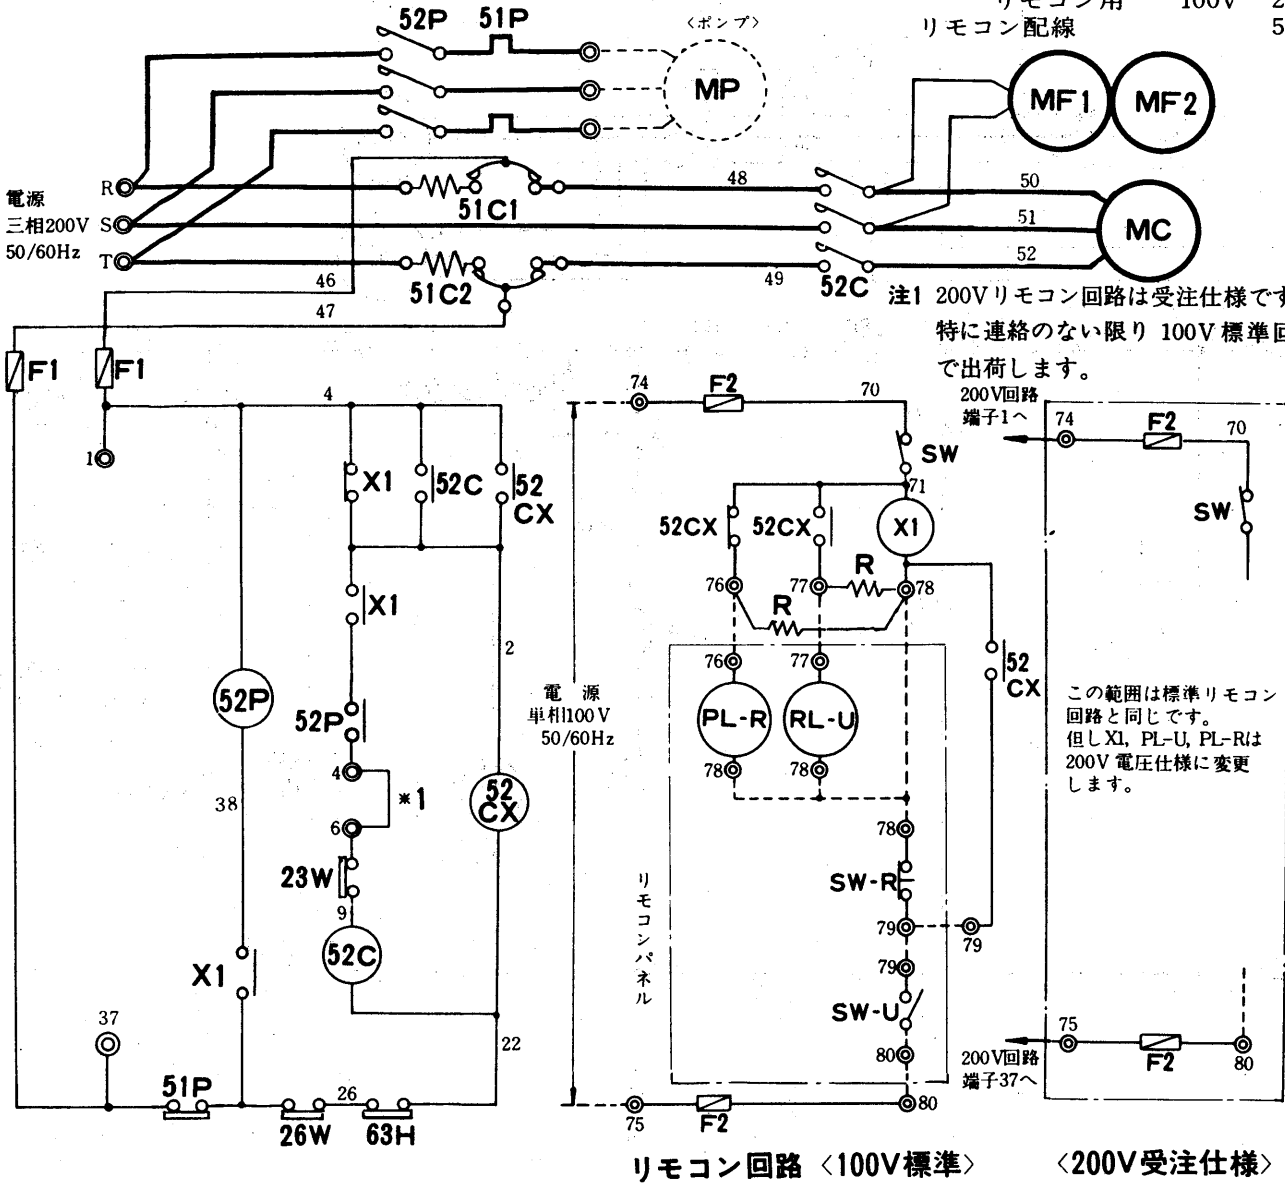 リモコン用 100V 2
リモコン配線 5
52P 51P
〈ポンプ〉
MP
MF1 MF2
電源
三相200V
50/60Hz
R
S
T
51C1
48
50
51
MC
52
46
51C2
49
52C
47
注1 200Vリモコン回路は受注仕様です
特に連絡のない限り 100V標準回
で出荷します。
F1 F1
4
1
X1 52C 52
CX
X1
2
52P
52P
4
*1
52
CX
38
6
23W
9
52C
X1
37
22
51P
26
26W 63H
74 F2 70
SW
71
52CX 52CX X1
R
76 77 78
R
76 77
52
CX
PL-R RL-U
78 78
電源
単相100V
50/60Hz
78
SW-R
79 79
リモコンパネル
79
SW-U
80
80
75 F2
200V回路
端子1へ
74 F2 70
SW
この範囲は標準リモコン
回路と同じです。
但しX1, PL-U, PL-Rは
200V電圧仕様に変更
します。
75
F2 80
200V回路
端子37へ
リモコン回路〈100V標準〉 〈200V受注仕様〉